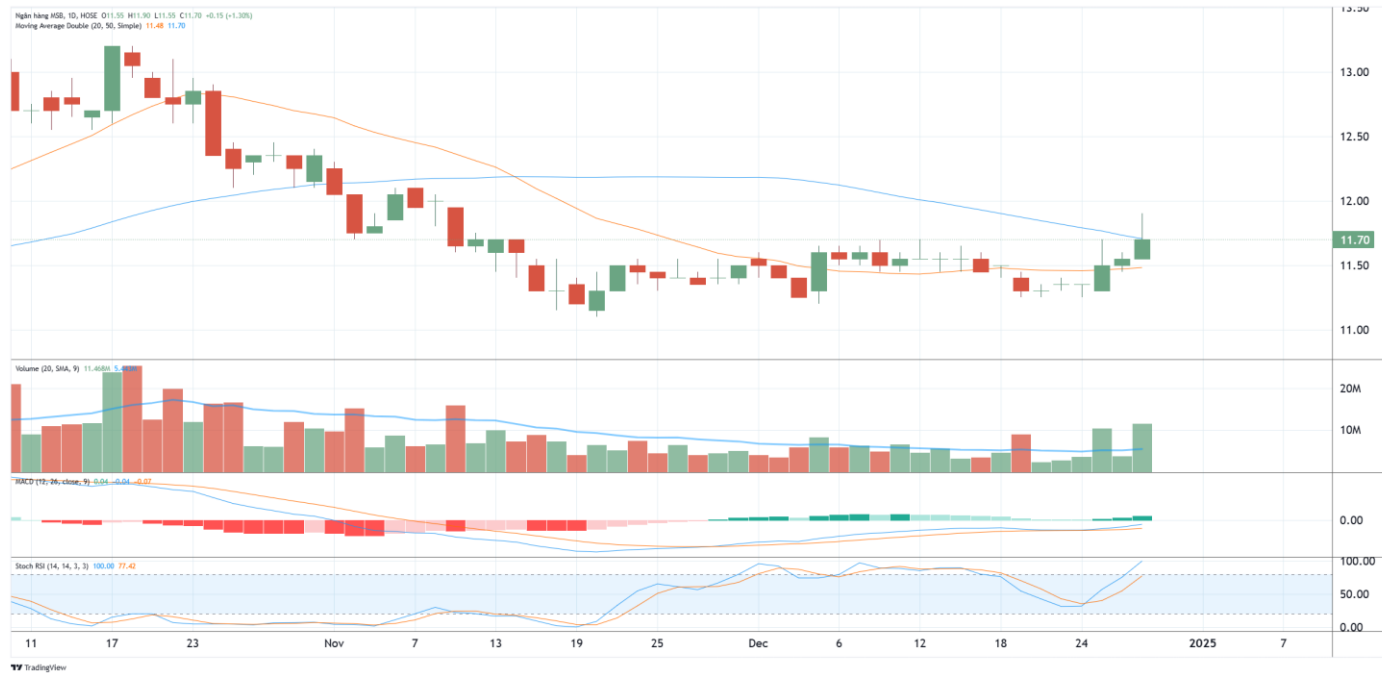 Ngân hàng MSB, 1D, HOSE O11.55 H11.90 L11.55 C11.70 +0.15 (+1.30%)
Moving Average Double (20, 50, Simple) 11.48 11.70
13.50
13.00
12.50
12.00
11.70
11.50
11.00
Volume (20, SMA, 9) 11.468M
20M
10M
MACD (12, 26, close, 9) 0.04 -0.04 -0.07
0.00
Stoch RSI (14, 14, 3, 3) 100.00 77.42
100.00
50.00
0.00
11 17 23 Nov 7 13 19 25 Dec 6 12 18 24 2025 7
TradingView